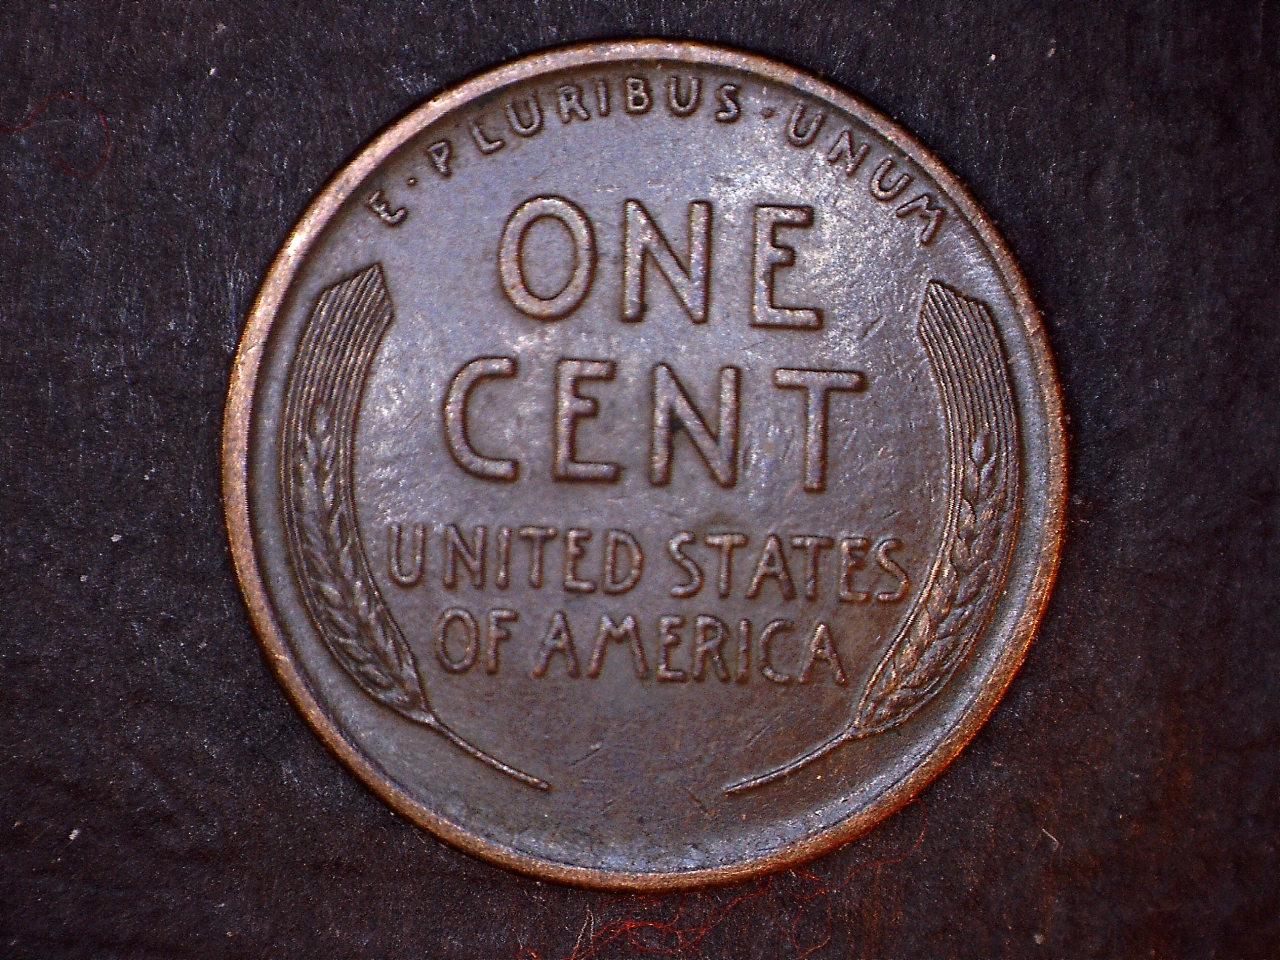 E · PLURIBUS · UNUM
ONE
CENT
UNITED STATES
OF AMERICA